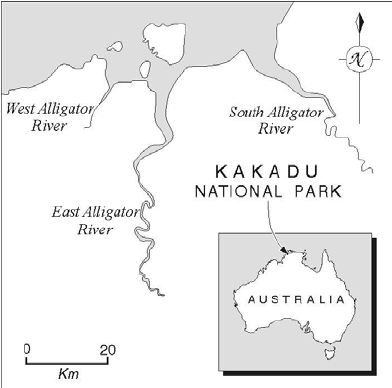 N
West Alligator
River
South Alligator
River
KAKADU
NATIONAL PARK
East Alligator
River
AUSTRALIA
0 20
Km